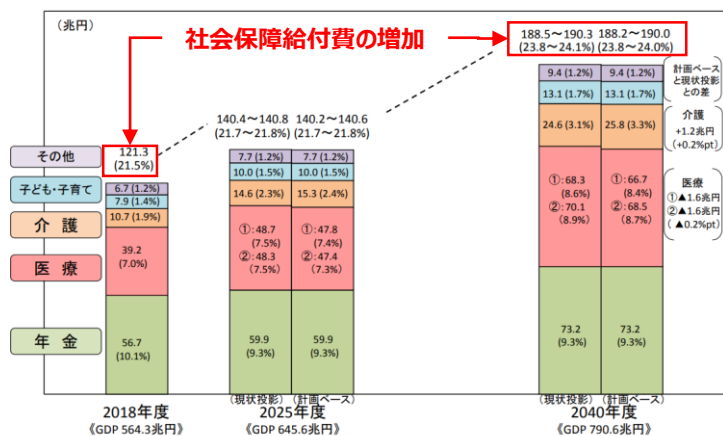 (兆円)
社会保障給付費の増加
188.5~190.3 188.2~190.0
(23.8~24.1%) (23.8~24.0%)
9.4 (1.2%) 9.4 (1.2%)
13.1 (1.7%) 13.1 (1.7%)
24.6 (3.1%) 25.8 (3.3%)
①:68.3 ①:66.7
(8.6%) (8.4%)
②:70.1 ②:68.5
(8.9%) (8.7%)
73.2 73.2
(9.3%) (9.3%)
計画ベース
と現状投影
との差
介護
+1.2兆円
(+0.2%pt)
医療
①▲1.6兆円
②▲1.6兆円
( ▲0.2%pt)
140.4~140.8 140.2~140.6
(21.7~21.8%) (21.7~21.8%)
7.7 (1.2%) 7.7 (1.2%)
10.0 (1.5%) 10.0 (1.5%)
14.6 (2.3%) 15.3 (2.4%)
①:48.7 ①:47.8
(7.5%) (7.4%)
②:48.3 ②:47.4
(7.5%) (7.3%)
59.9 59.9
(9.3%) (9.3%)
121.3
(21.5%)
その他
6.7 (1.2%)
子ども・子育て
7.9 (1.4%)
介 護
10.7 (1.9%)
医 療
39.2
(7.0%)
年 金
56.7
(10.1%)
(現状投影) (計画ベース)
(現状投影) (計画ベース)
2018年度 2025年度 2040年度
《GDP 564.3兆円》 《GDP 645.6兆円》 《GDP 790.6兆円》